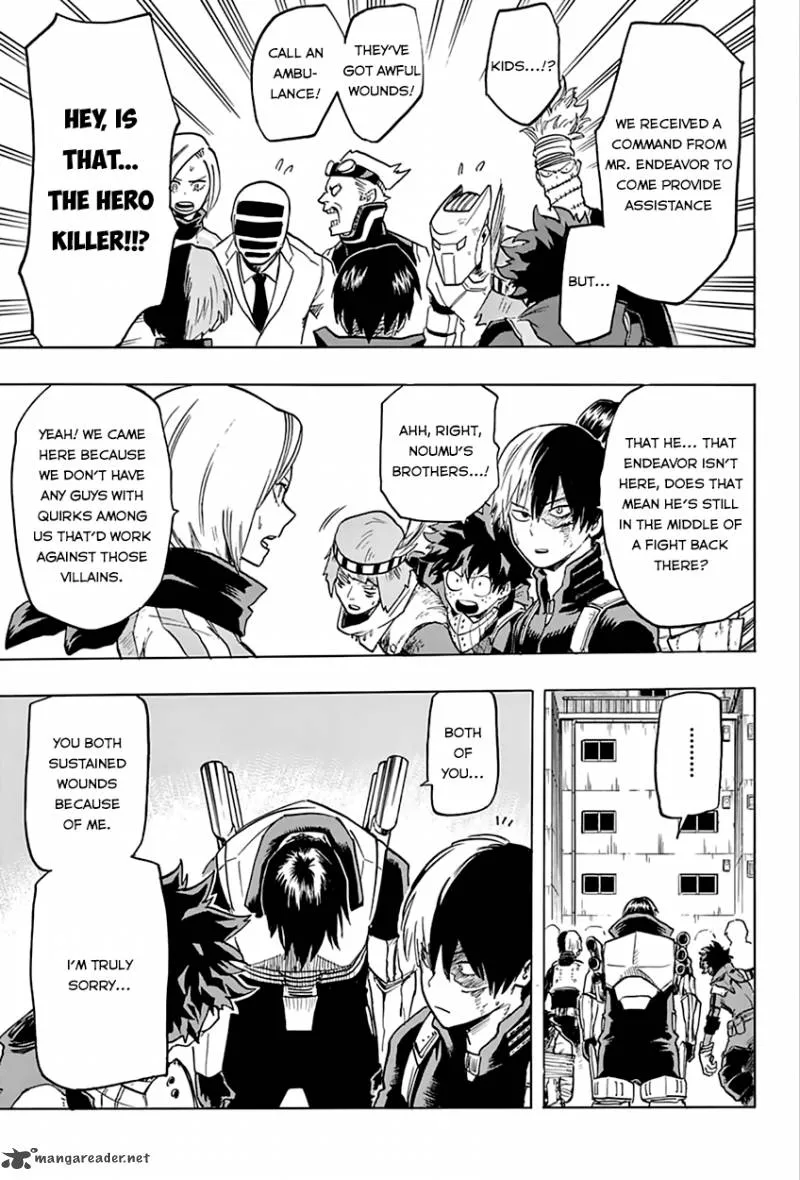 WE RECEIVED A
COMMAND FROM
MR. ENDEAVOR TO
COME PROVIDE
ASSISTANCE
BUT...
KIDS...!?
THEY'VE
GOT AWFUL
WOUNDS!
CALL AN
AMBU-
LANCE!
HEY, IS
THAT...
THE HERO
KILLER!!?
THAT HE... THAT
ENDEAVOR ISN'T
HERE, DOES THAT
MEAN HE'S STILL
IN THE MIDDLE OF
A FIGHT BACK
THERE?
AHH, RIGHT,
NOUMU'S
BROTHERS...!
YEAH! WE CAME
HERE BECAUSE
WE DON'T HAVE
ANY GUYS WITH
QUIRKS AMONG
US THAT'D WORK
AGAINST THOSE
VILLAINS.
.........
BOTH
OF
YOU...
YOU BOTH
SUSTAINED
WOUNDS
BECAUSE
OF ME.
I'M TRULY
SORRY...
mangareader.net